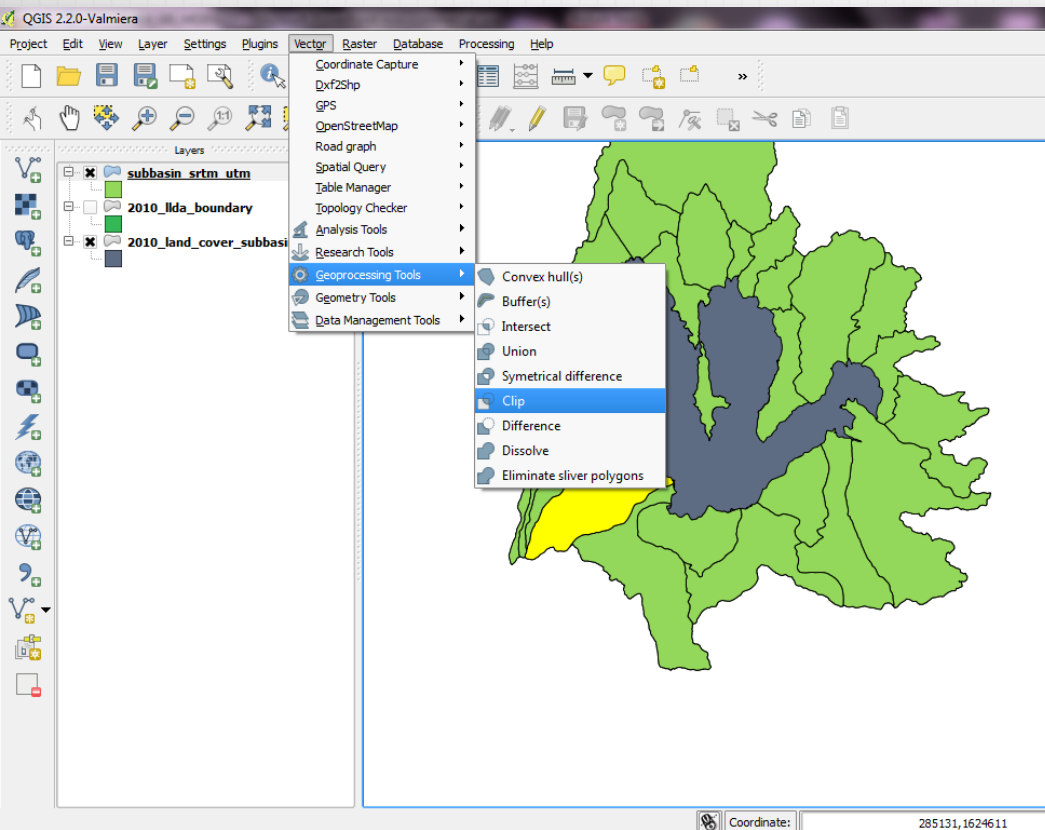 QGIS 2.2.0-Valmiera
Project Edit View Layer Settings Plugins Vector Raster Database Processing Help
Coordinate Capture
Dxf2Shp
GPS
OpenStreetMap
Road graph
Spatial Query
Table Manager
Topology Checker
Analysis Tools
Research Tools
Geoprocessing Tools
Geometry Tools
Data Management Tools
Convex hull(s)
Buffer(s)
Intersect
Union
Symetrical difference
Clip
Difference
Dissolve
Eliminate sliver polygons
1:1
Layers
subbasin_srtm_utm
2010_llda_boundary
2010_land_cover_subbasi
Coordinate:
285131,1624611